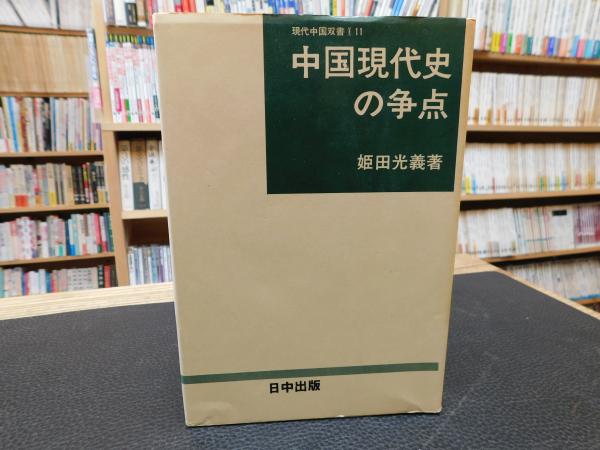 現代中国双書 I 11
中国現代史
の争点
姫田光義著
日中出版